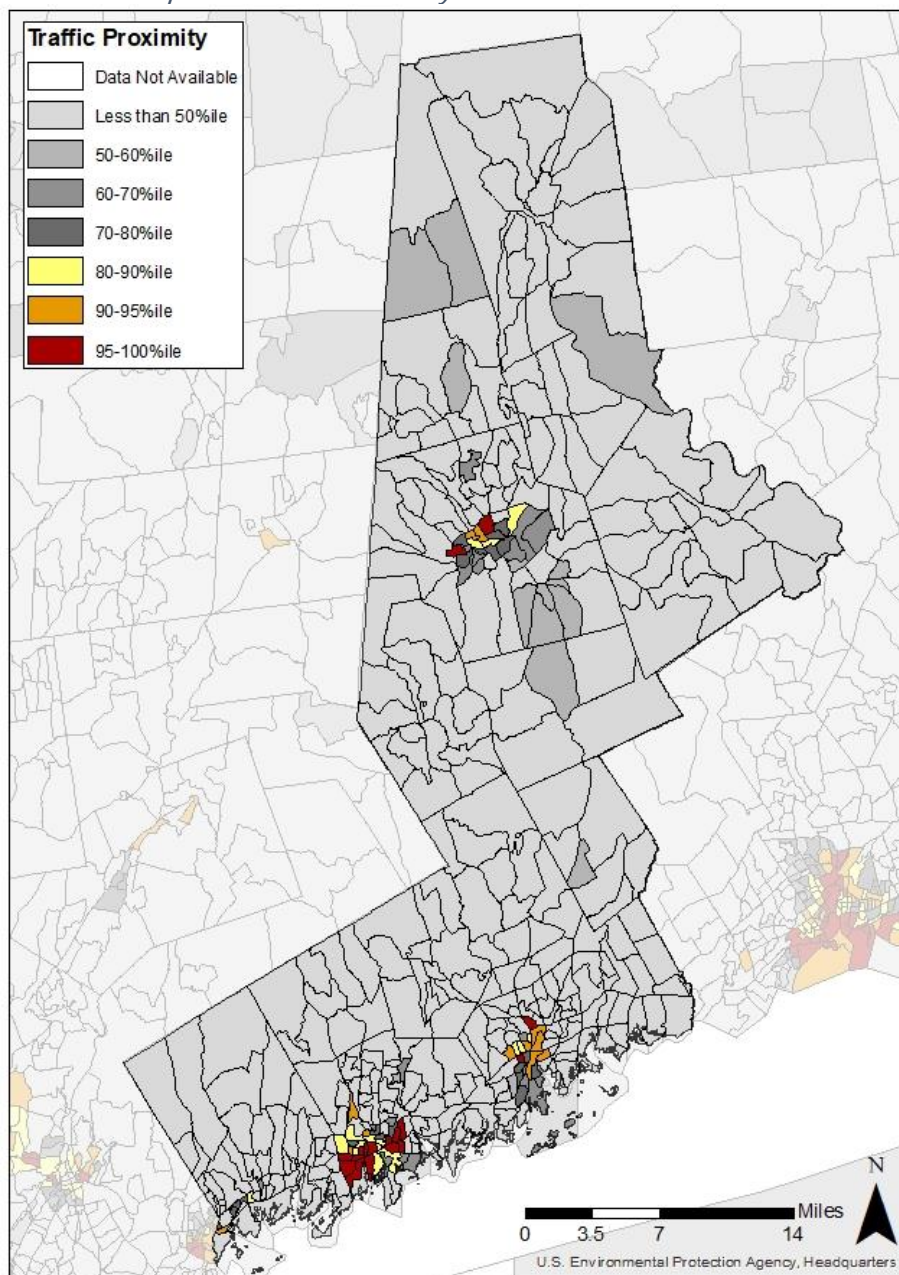 Traffic Proximity
Data Not Available
Less than 50%ile
50-60%ile
60-70%ile
70-80%ile
80-90%ile
90-95%ile
95-100%ile
N
Miles
0 3.5 7 14
U.S. Environmental Protection Agency, Headquarters